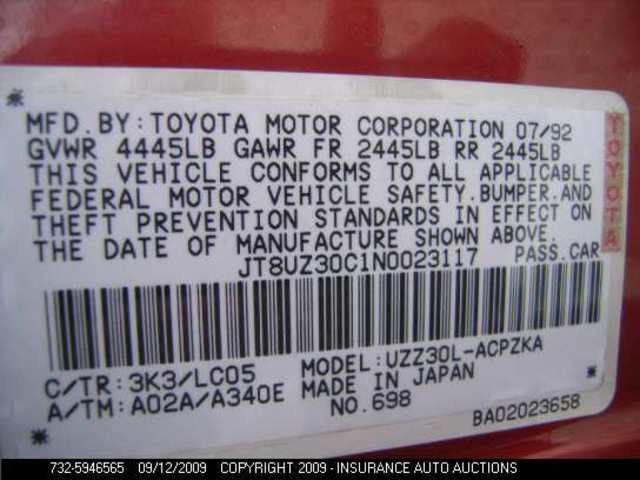 MFD.BY:TOYOTA MOTOR CORPORATION 07/92
GVWR 4445LB GAWR FR 2445LB RR 2445LB
THIS VEHICLE CONFORMS TO ALL APPLICABLE
FEDERAL MOTOR VEHICLE SAFETY.BUMPER.AND
THEFT PREVENTION STANDARDS IN EFFECT ON
THE DATE OF MANUFACTURE SHOWN ABOVE.
JT8UZ30C1N0023117 PASS.CAR
TOYOTA
C/TR:3K3/LC05 MODEL:UZZ30L-ACPZKA
A/TM:A02A/A340E MADE IN JAPAN
NO.698 BA02023658
732-5946565 09/12/2009 COPYRIGHT 2009 - INSURANCE AUTO AUCTIONS